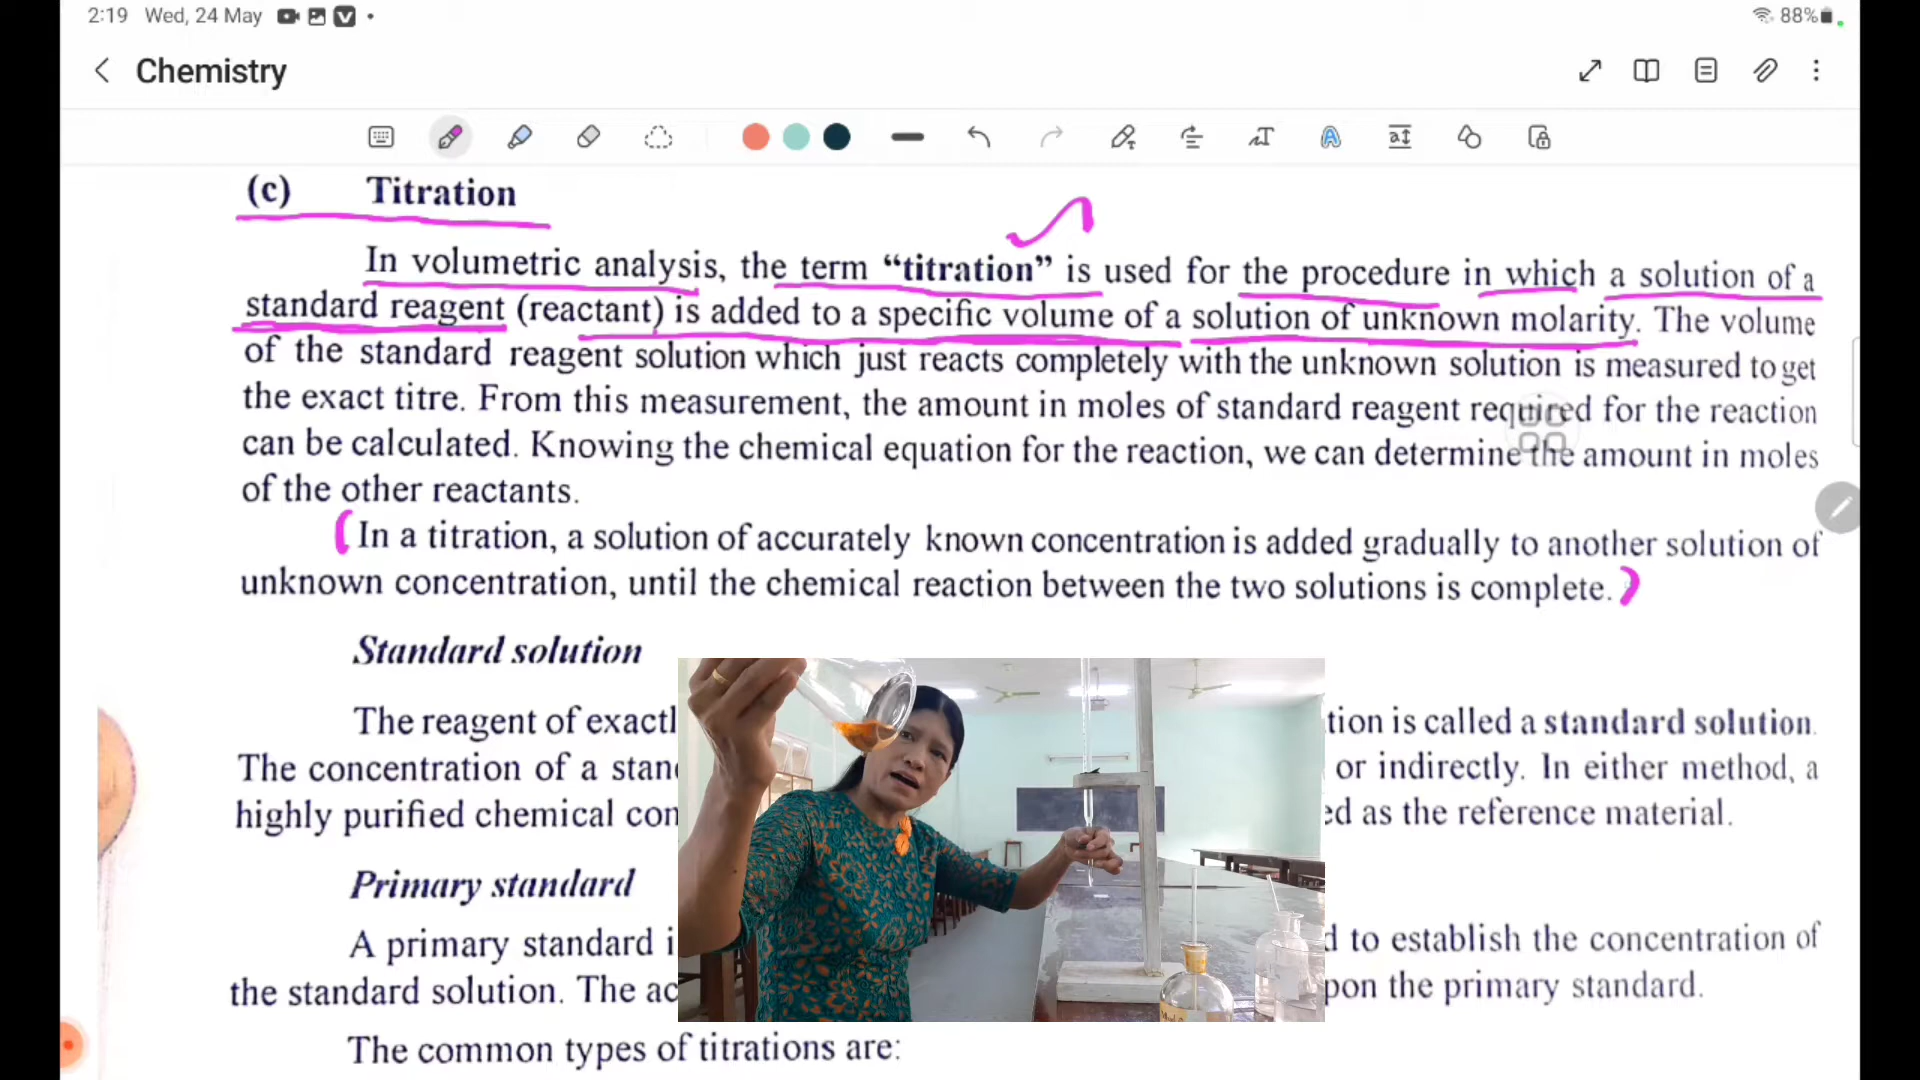 2:19 Wed, 24 May
88%
Chemistry
(c) Titration
In volumetric analysis, the term “titration” is used for the procedure in which a solution of a
standard reagent (reactant) is added to a specific volume of a solution of unknown molarity. The volume
of the standard reagent solution which just reacts completely with the unknown solution is measured to get
the exact titre. From this measurement, the amount in moles of standard reagent required for the reaction
can be calculated. Knowing the chemical equation for the reaction, we can determine the amount in moles
of the other reactants.
In a titration, a solution of accurately known concentration is added gradually to another solution of
unknown concentration, until the chemical reaction between the two solutions is complete.
Standard solution
The reagent of tion is called a standard solution.
The concentration of a or indirectly. In either method, a
highly purified chemical as the reference material.
Primary standard
A primary standard to establish the concentration of
the standard solution. The the primary standard.
The common types of titrations are: